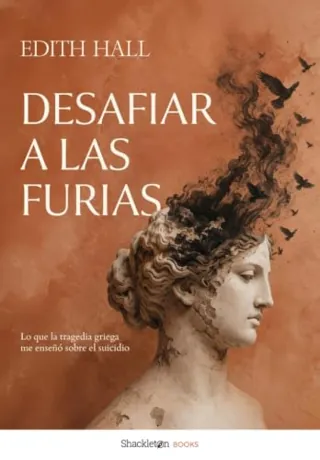 EDITH HALL
DESAFIAR
A LAS
FURIAS
Lo que la tragedia griega
me enseñó sobre el suicidio
Shackleton BOOKS